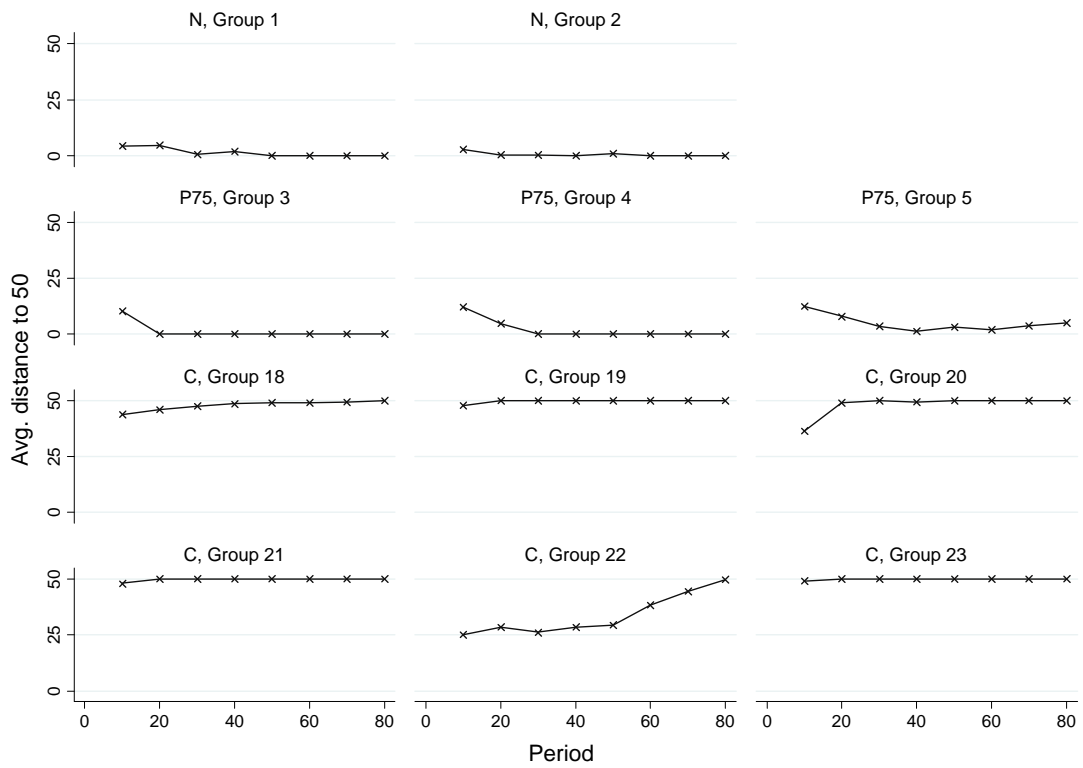 N, Group 1
N, Group 2
50
25
0
P75, Group 3
P75, Group 4
P75, Group 5
50
25
0
C, Group 18
C, Group 19
C, Group 20
50
25
0
C, Group 21
C, Group 22
C, Group 23
50
25
0
0 20 40 60 80
0 20 40 60 80
0 20 40 60 80
Avg. distance to 50
Period